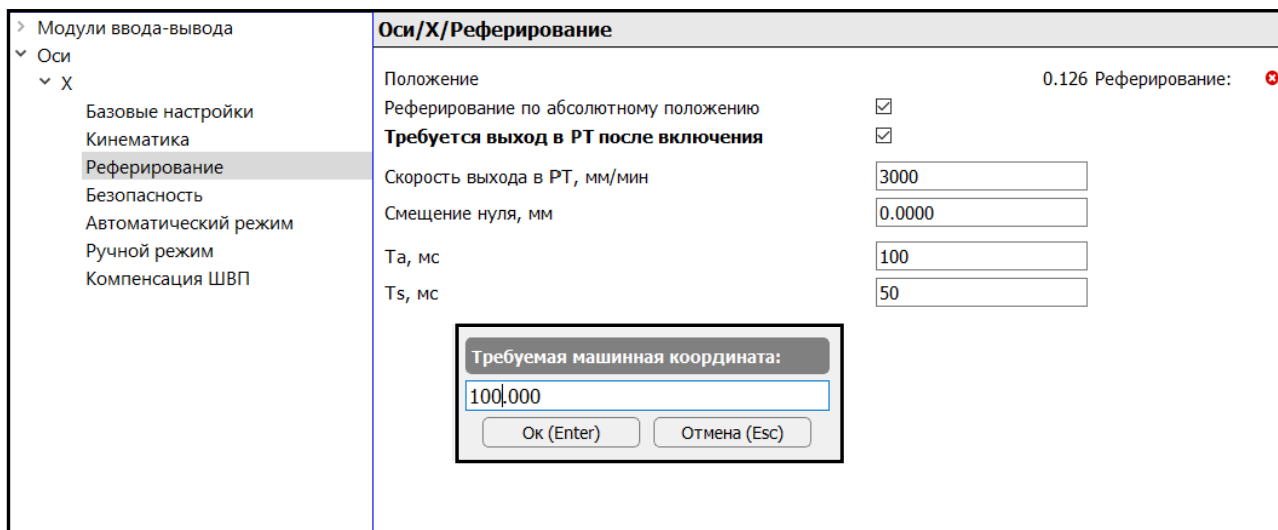 Модули ввода-вывода
Оси
X
Базовые настройки
Кинематика
Реферирование
Безопасность
Автоматический режим
Ручной режим
Компенсация ШВП
Оси/X/Реферирование
Положение 0.126 Реферирование:
Реферирование по абсолютному положению
Требуется выход в РТ после включения
Скорость выхода в РТ, мм/мин 3000
Смещение нуля, мм 0.0000
Ta, мс 100
Ts, мс 50
Требуемая машинная координата:
100.000
Ок (Enter) Отмена (Esc)